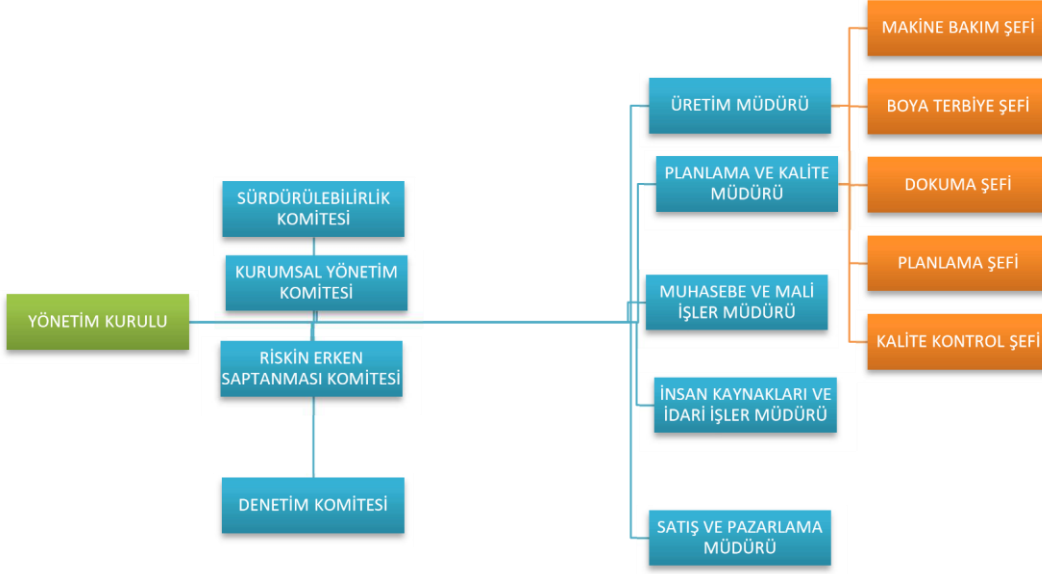 YÖNETİM KURULU
SÜRDÜRÜLEBİLİRLİK
KOMİTESİ
KURUMSAL YÖNETİM
KOMİTESİ
RİSKİN ERKEN
SAPTANMASI KOMİTESİ
DENETİM KOMİTESİ
ÜRETİM MÜDÜRÜ
PLANLAMA VE KALİTE
MÜDÜRÜ
MUHASEBE VE MALİ
İŞLER MÜDÜRÜ
İNSAN KAYNAKLARI VE
İDARİ İŞLER MÜDÜRÜ
SATIŞ VE PAZARLAMA
MÜDÜRÜ
MAKİNE BAKIM ŞEFİ
BOYA TERBİYE ŞEFİ
DOKUMA ŞEFİ
PLANLAMA ŞEFİ
KALİTE KONTROL ŞEFİ